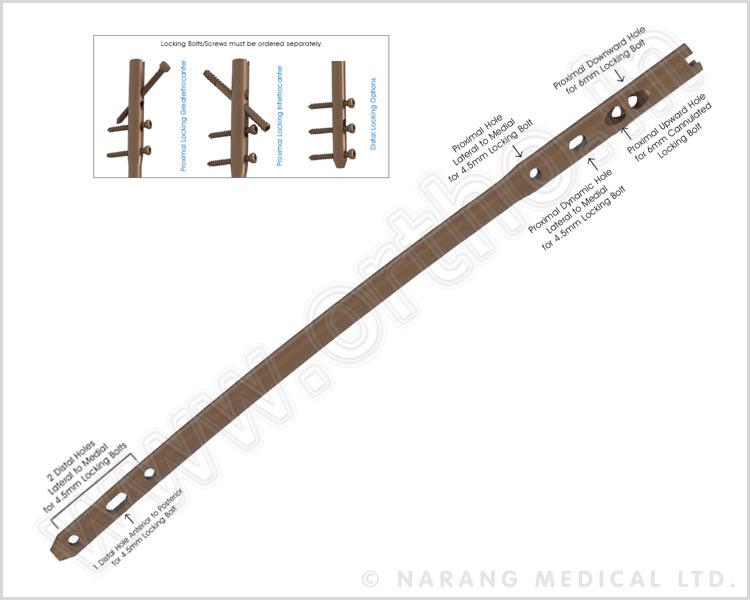 Locking Bolts/Screws must be ordered separately.
Proximal Locking Greatertrocanter
Proximal Locking Intertrocanter
Distal Locking Options
Proximal Downward Hole
for 6mm Locking Bolt
Proximal Hole
Lateral to Medial
for 4.5mm Locking Bolt
Proximal Upward Hole
for 6mm Cannulated
Locking Bolt
Proximal Dynamic Hole
Lateral to Medial
for 4.5mm Locking Bolt
2 Distal Holes
Lateral to Medial
for 4.5mm Locking Bolts
1. Distal Hole Anterior to Posterior
for 4.5mm Locking Bolt
www.ortho.in
© NARANG MEDICAL LTD.